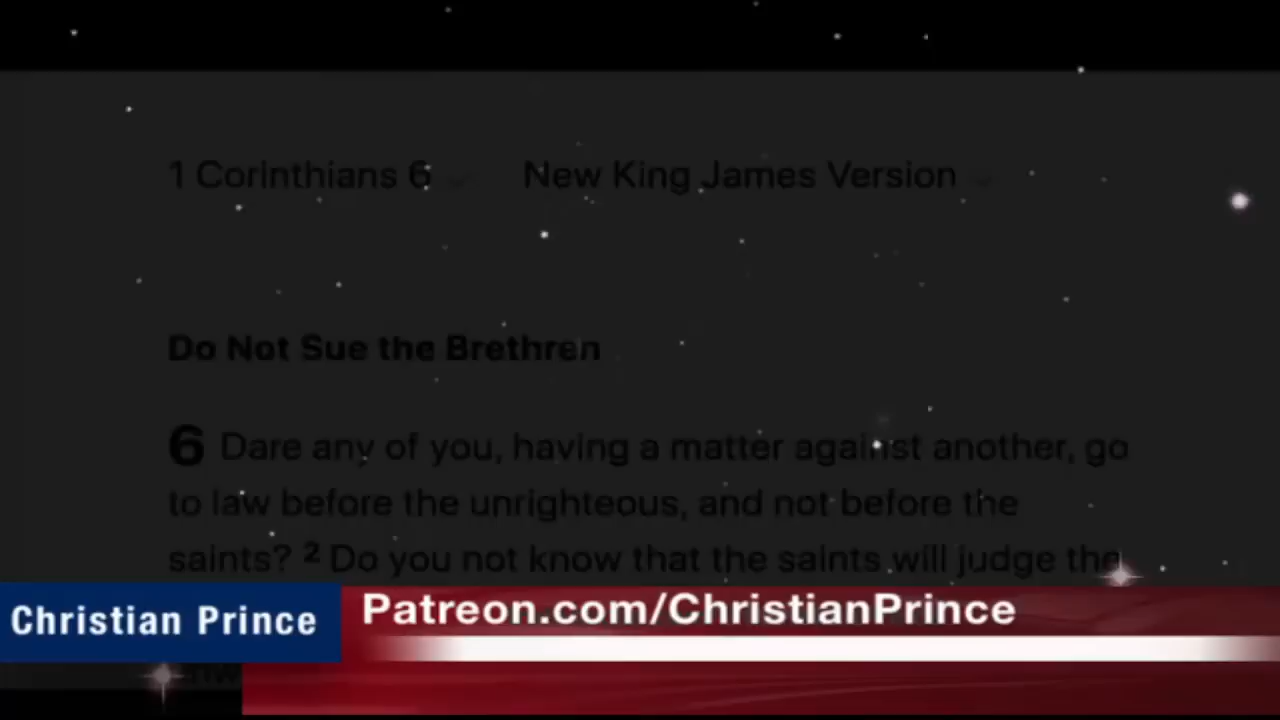 1 Corinthians 6 New King James Version
Do Not Sue the Brethren
6 Dare any of you, having a matter against another, go
to law before the unrighteous, and not before the
saints? 2 Do you not know that the saints will judge the
Christian Prince
Patreon.com/ChristianPrince